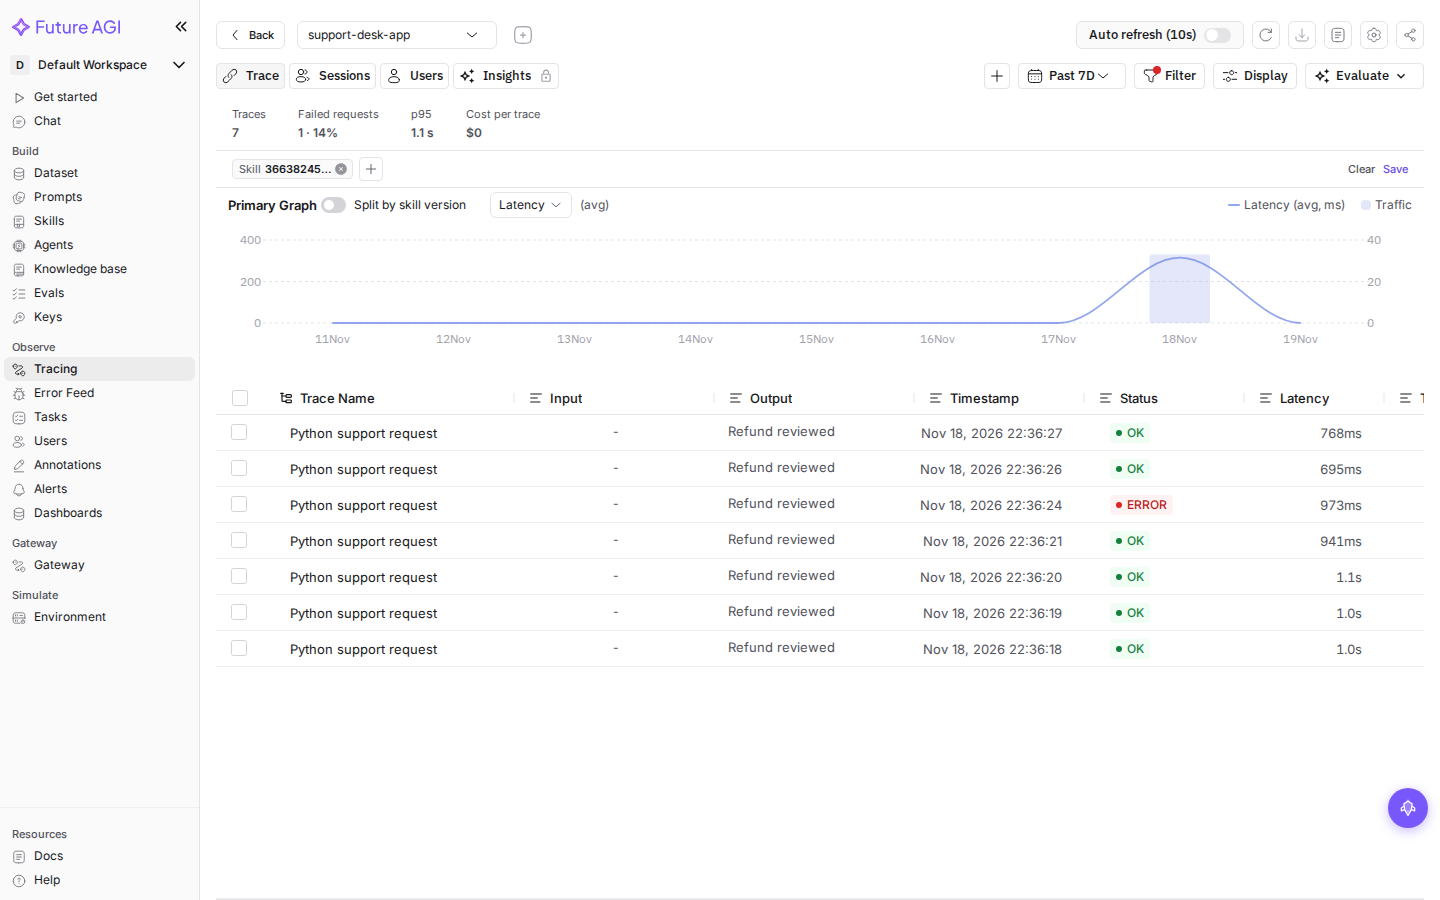 Future AGI
D Default Workspace
Get started
Chat
Build
Dataset
Prompts
Skills
Agents
Knowledge base
Evals
Keys
Observe
Tracing
Error Feed
Tasks
Users
Annotations
Alerts
Dashboards
Gateway
Gateway
Simulate
Environment
Resources
Docs
Help
Back support-desk-app Auto refresh (10s)
Trace Sessions Users Insights Past 7D Filter Display Evaluate
Traces Failed requests p95 Cost per trace
7 1 · 14% 1.1 s $0
Skill 36638245... Clear Save
Primary Graph Split by skill version Latency (avg) Latency (avg, ms) Traffic
400 40
200 20
0 0
11Nov 12Nov 13Nov 14Nov 15Nov 16Nov 17Nov 18Nov 19Nov
Trace Name Input Output Timestamp Status Latency
Python support request - Refund reviewed Nov 18, 2026 22:36:27 OK 768ms
Python support request - Refund reviewed Nov 18, 2026 22:36:26 OK 695ms
Python support request - Refund reviewed Nov 18, 2026 22:36:24 ERROR 973ms
Python support request - Refund reviewed Nov 18, 2026 22:36:21 OK 941ms
Python support request - Refund reviewed Nov 18, 2026 22:36:20 OK 1.1s
Python support request - Refund reviewed Nov 18, 2026 22:36:19 OK 1.0s
Python support request - Refund reviewed Nov 18, 2026 22:36:18 OK 1.0s